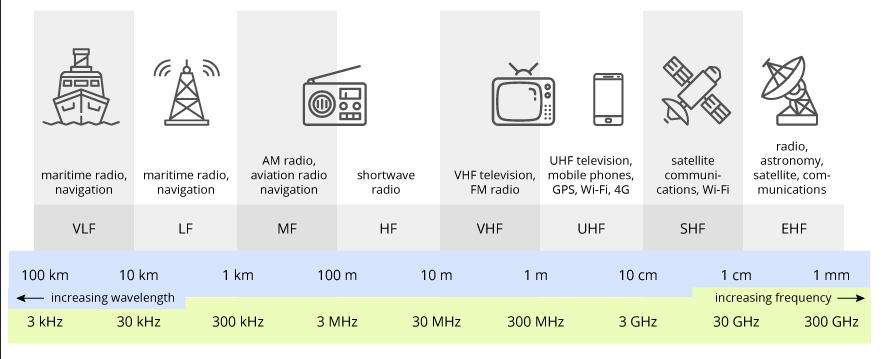 maritime radio,
navigation
maritime radio,
navigation
AM radio,
aviation radio
navigation
shortwave
radio
VHF television,
FM radio
UHF television,
mobile phones,
GPS, Wi-Fi, 4G
satellite
communi-
cations, Wi-Fi
radio,
astronomy,
satellite, com-
munications
VLF LF MF HF VHF UHF SHF EHF
100 km 10 km 1 km 100 m 10 m 1 m 10 cm 1 cm 1 mm
increasing wavelength increasing frequency
3 kHz 30 kHz 300 kHz 3 MHz 30 MHz 300 MHz 3 GHz 30 GHz 300 GHz